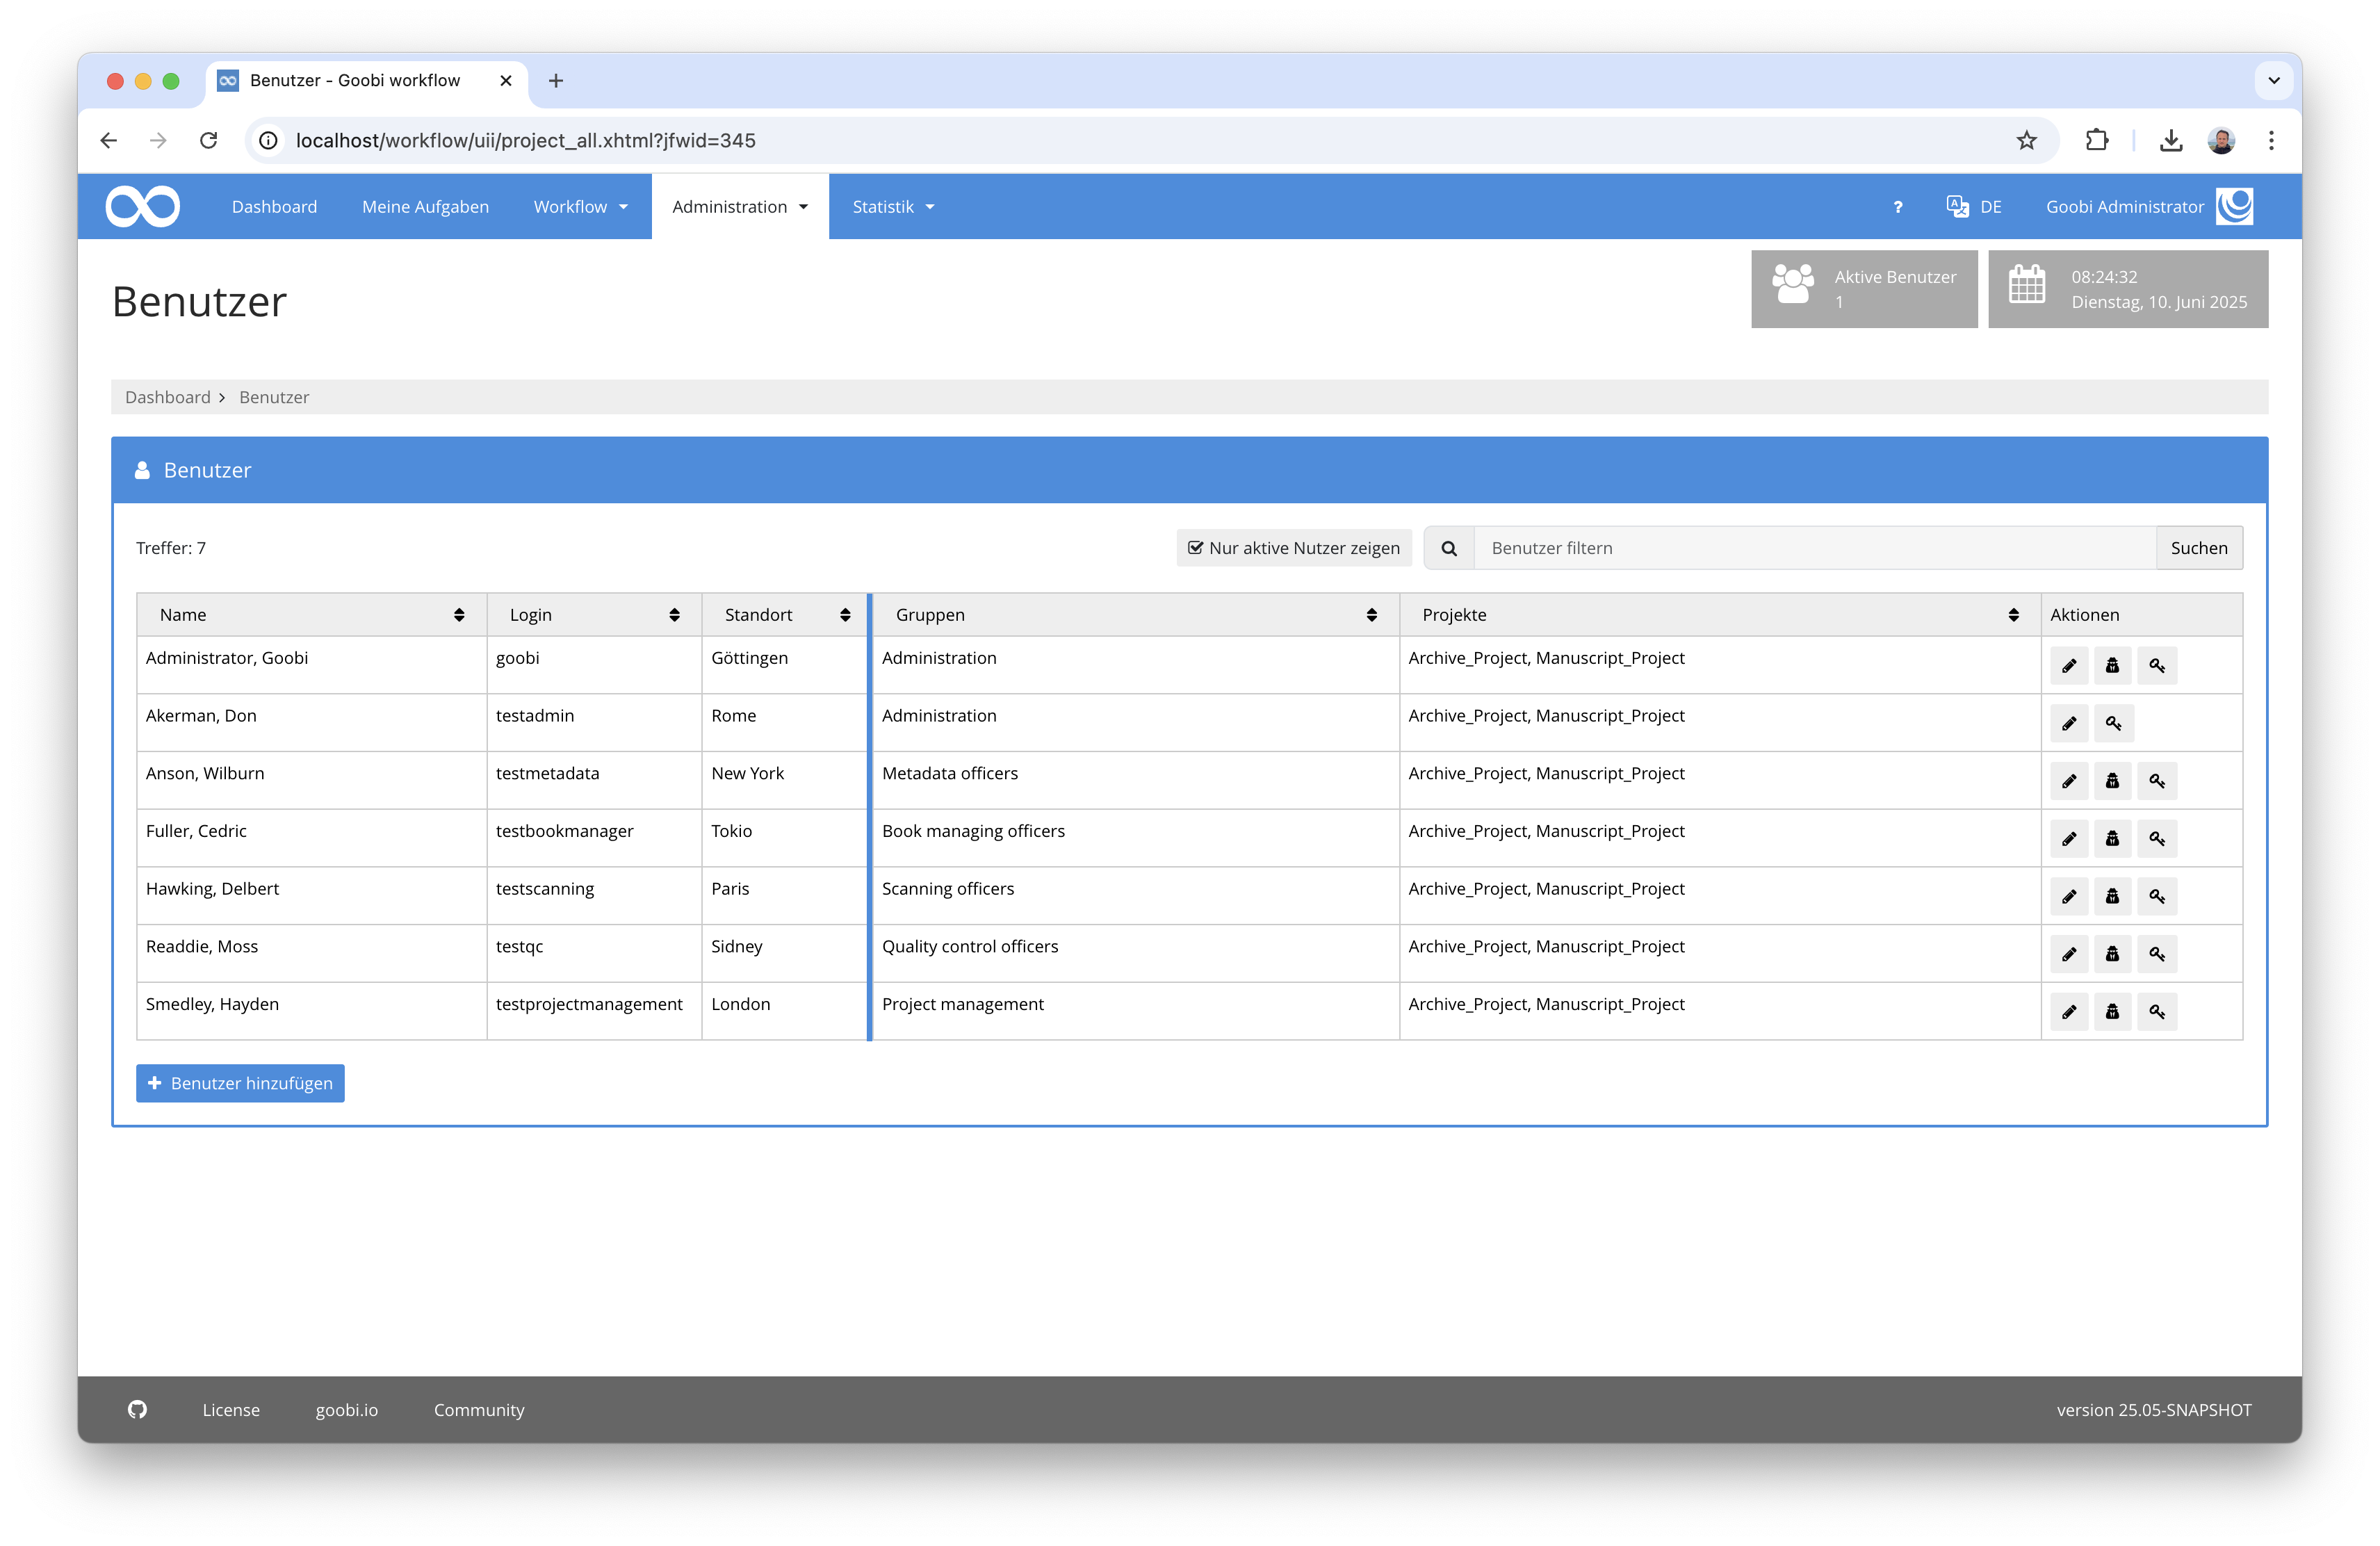 Benutzer - Goobi workflow
localhost/workflow/uii/project_all.xhtml?jfwid=345
Dashboard Meine Aufgaben Workflow Administration Statistik ? DE Goobi Administrator
Benutzer
Aktive Benutzer
1
08:24:32
Dienstag, 10. Juni 2025
Dashboard > Benutzer
Benutzer
Treffer: 7 Nur aktive Nutzer zeigen Benutzer filtern Suchen
Name Login Standort Gruppen Projekte Aktionen
Administrator, Goobi goobi Göttingen Administration Archive_Project, Manuscript_Project
Akerman, Don testadmin Rome Administration Archive_Project, Manuscript_Project
Anson, Wilburn testmetadata New York Metadata officers Archive_Project, Manuscript_Project
Fuller, Cedric testbookmanager Tokio Book managing officers Archive_Project, Manuscript_Project
Hawking, Delbert testscanning Paris Scanning officers Archive_Project, Manuscript_Project
Readdie, Moss testqc Sidney Quality control officers Archive_Project, Manuscript_Project
Smedley, Hayden testprojectmanagement London Project management Archive_Project, Manuscript_Project
Benutzer hinzufügen
License goobi.io Community version 25.05-SNAPSHOT